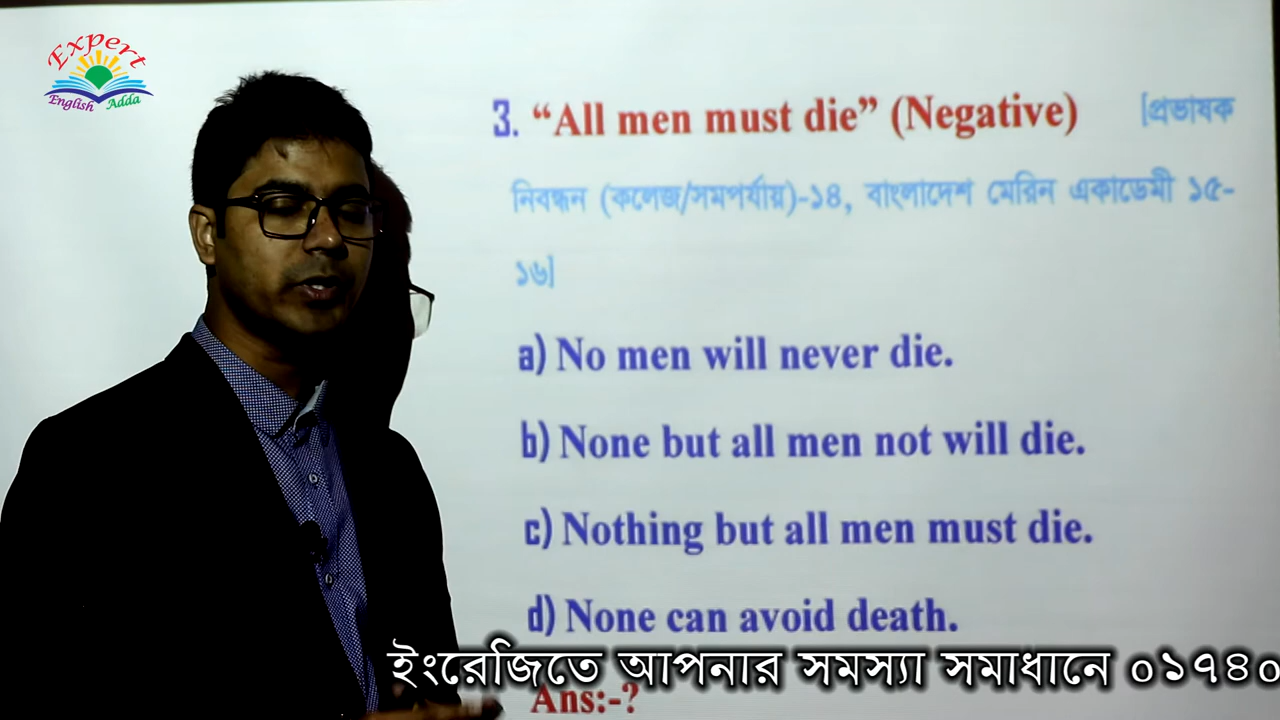 Expert
English Adda
3. “All men must die” (Negative) [প্রভাষক
নিবন্ধন (কলেজ/সমপর্যায়)-১৪, বাংলাদেশ মেরিন একাডেমী ১৫-
১৬]
a) No men will never die.
b) None but all men not will die.
c) Nothing but all men must die.
d) None can avoid death.
ইংরেজিতে আপনার সমস্যা সমাধানে ০১৭৪০
Ans:-?